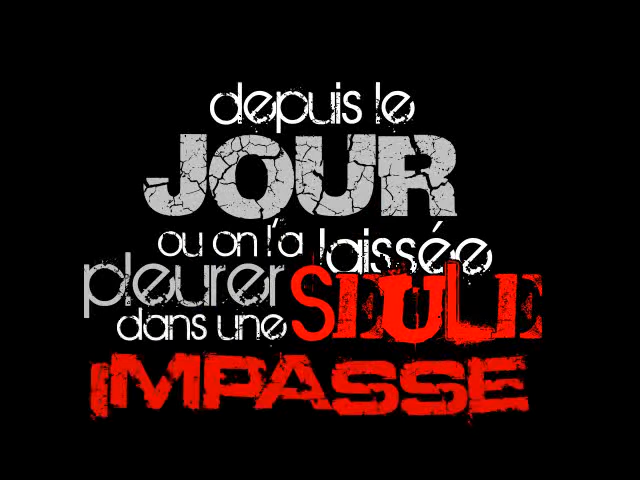 depuis le
JOUR
ou on l'a laissée
pleurer SEULE
dans une
IMPASSE